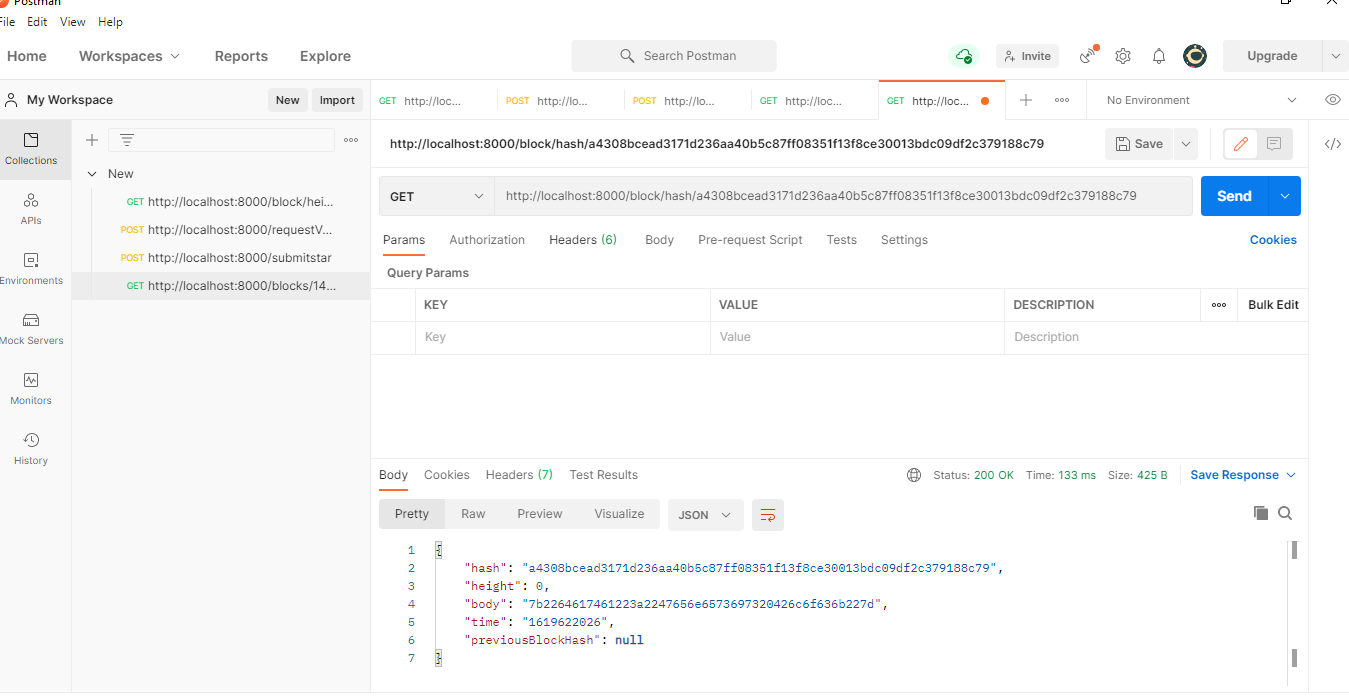 Postman
File Edit View Help
Home Workspaces Reports Explore Search Postman Invite Upgrade
My Workspace New Import GET http://loc... POST http://lo... POST http://lo... GET http://loc... GET http://loc... No Environment
Collections
APIs
Environments
Mock Servers
Monitors
History
New
GET http://localhost:8000/block/hei...
POST http://localhost:8000/requestV...
POST http://localhost:8000/submitstar
GET http://localhost:8000/blocks/14...
http://localhost:8000/block/hash/a4308bcead3171d236aa40b5c87ff08351f13f8ce30013bdc09df2c379188c79 Save
GET http://localhost:8000/block/hash/a4308bcead3171d236aa40b5c87ff08351f13f8ce30013bdc09df2c379188c79 Send
Params Authorization Headers (6) Body Pre-request Script Tests Settings Cookies
Query Params
KEY VALUE DESCRIPTION Bulk Edit
Key Value Description
Body Cookies Headers (7) Test Results Status: 200 OK Time: 133 ms Size: 425 B Save Response
Pretty Raw Preview Visualize JSON
1 {
2 "hash": "a4308bcead3171d236aa40b5c87ff08351f13f8ce30013bdc09df2c379188c79",
3 "height": 0,
4 "body": "7b2264617461223a2247656e6573697320426c6f636b227d",
5 "time": "1619622026",
6 "previousBlockHash": null
7 }